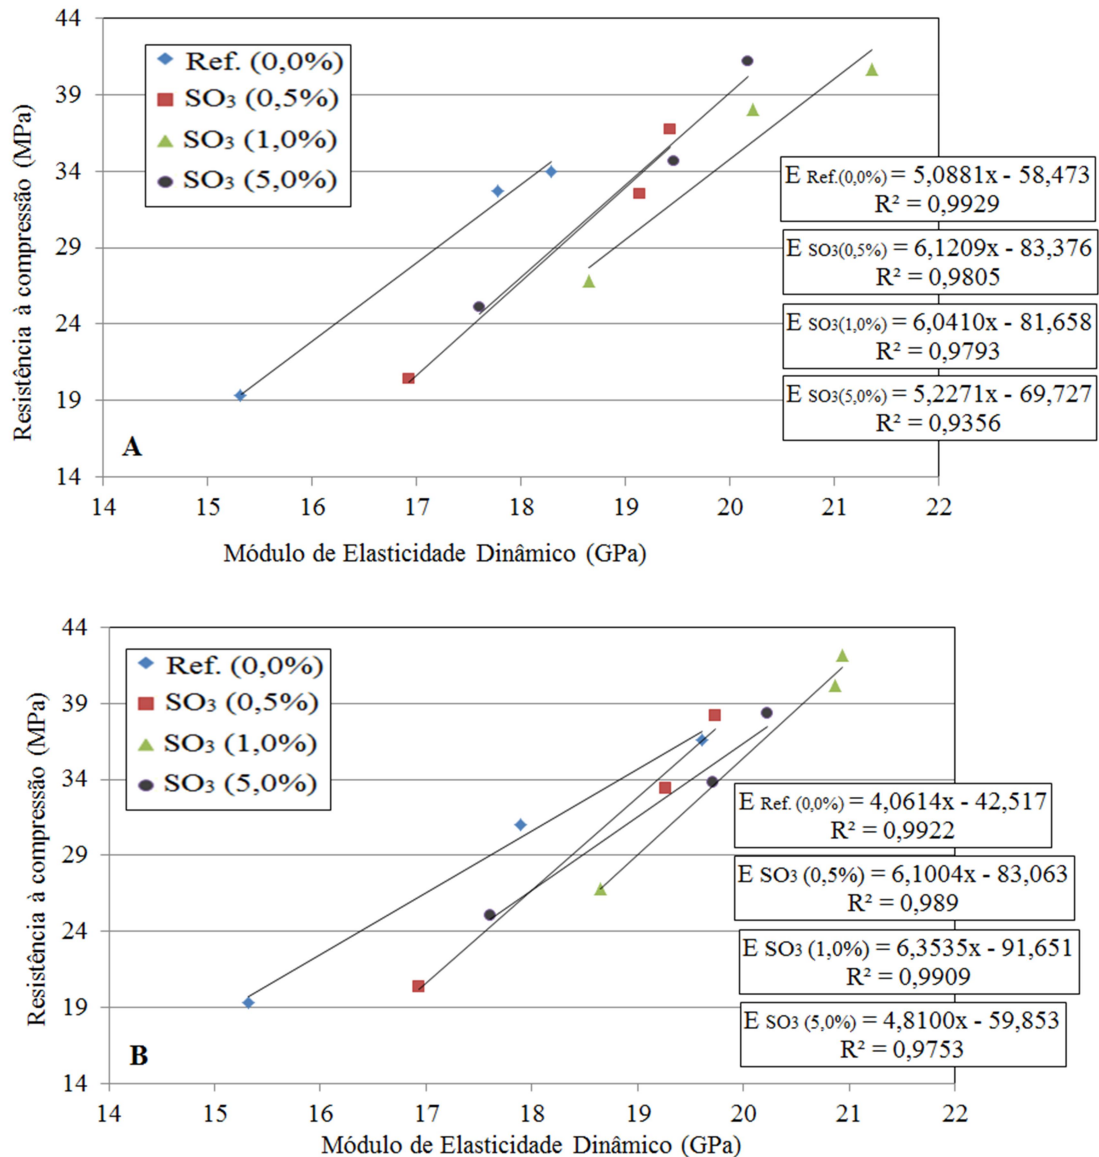 44
39
34
29
24
19
14
Resistência à compressão (MPa)
Ref. (0,0%)
SO₃ (0,5%)
SO₃ (1,0%)
SO₃ (5,0%)
E Ref.(0,0%) = 5,0881x - 58,473
R² = 0,9929
E SO₃(0,5%) = 6,1209x - 83,376
R² = 0,9805
E SO₃(1,0%) = 6,0410x - 81,658
R² = 0,9793
E SO₃(5,0%) = 5,2271x - 69,727
R² = 0,9356
A
14 15 16 17 18 19 20 21 22
Módulo de Elasticidade Dinâmico (GPa)
44
39
34
29
24
19
14
Resistência à compressão (MPa)
Ref. (0,0%)
SO₃ (0,5%)
SO₃ (1,0%)
SO₃ (5,0%)
E Ref. (0,0%) = 4,0614x - 42,517
R² = 0,9922
E SO₃ (0,5%) = 6,1004x - 83,063
R² = 0,989
E SO₃ (1,0%) = 6,3535x - 91,651
R² = 0,9909
E SO₃ (5,0%) = 4,8100x - 59,853
R² = 0,9753
B
14 15 16 17 18 19 20 21 22
Módulo de Elasticidade Dinâmico (GPa)